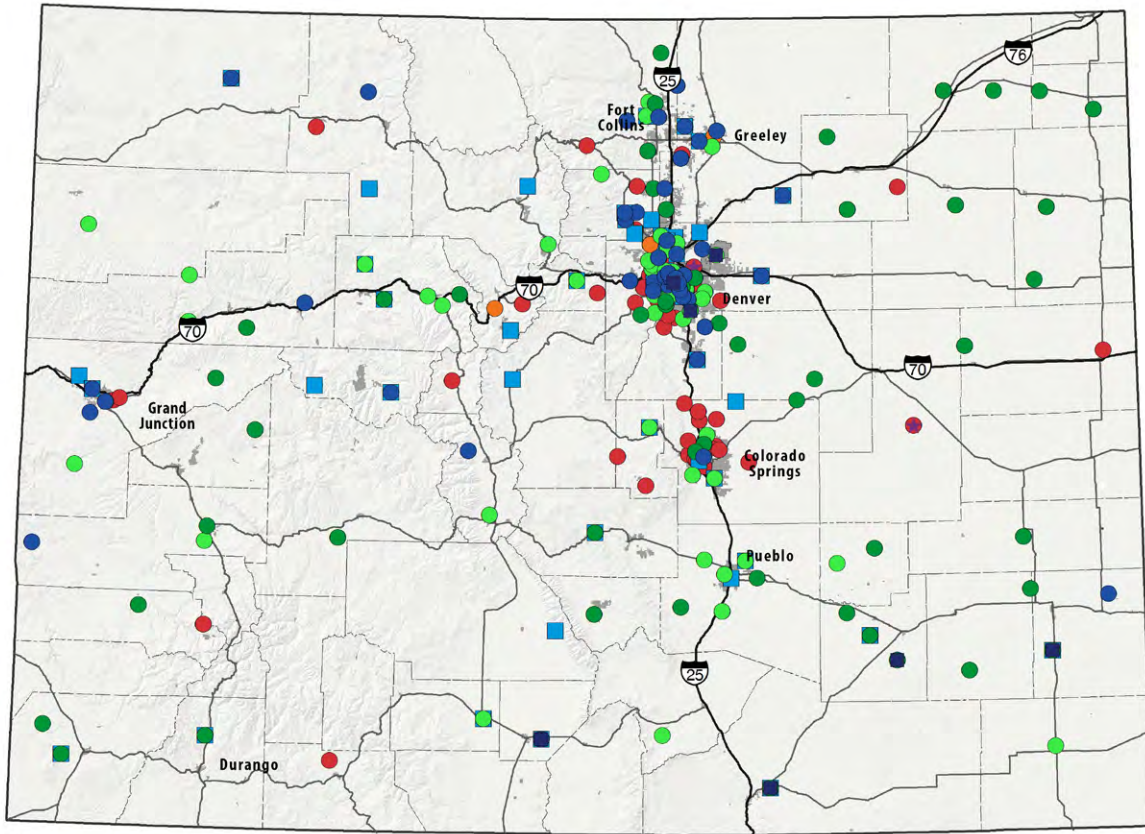 76
25
Fort
Collins
Greeley
70
Denver
70
70
Grand
Junction
Colorado
Springs
Pueblo
25
Durango